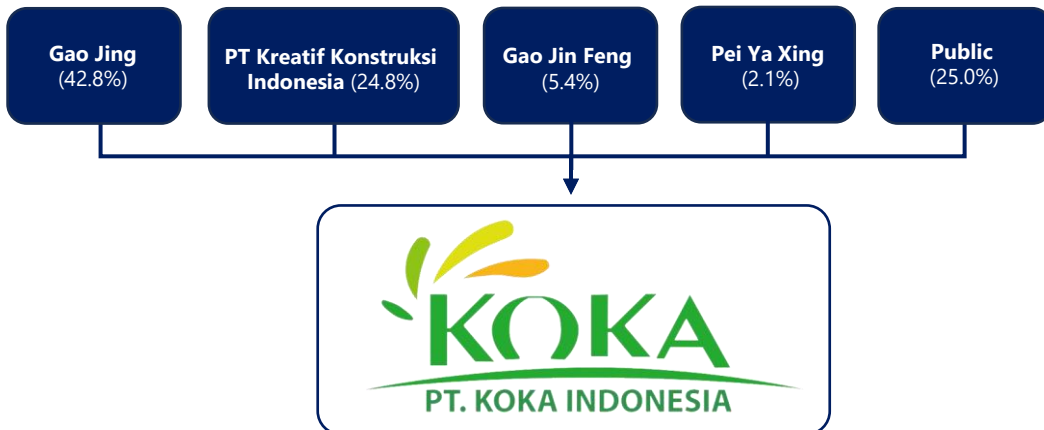 Gao Jing
(42.8%)
PT Kreatif Konstruksi
Indonesia (24.8%)
Gao Jin Feng
(5.4%)
Pei Ya Xing
(2.1%)
Public
(25.0%)
KOKA
PT. KOKA INDONESIA